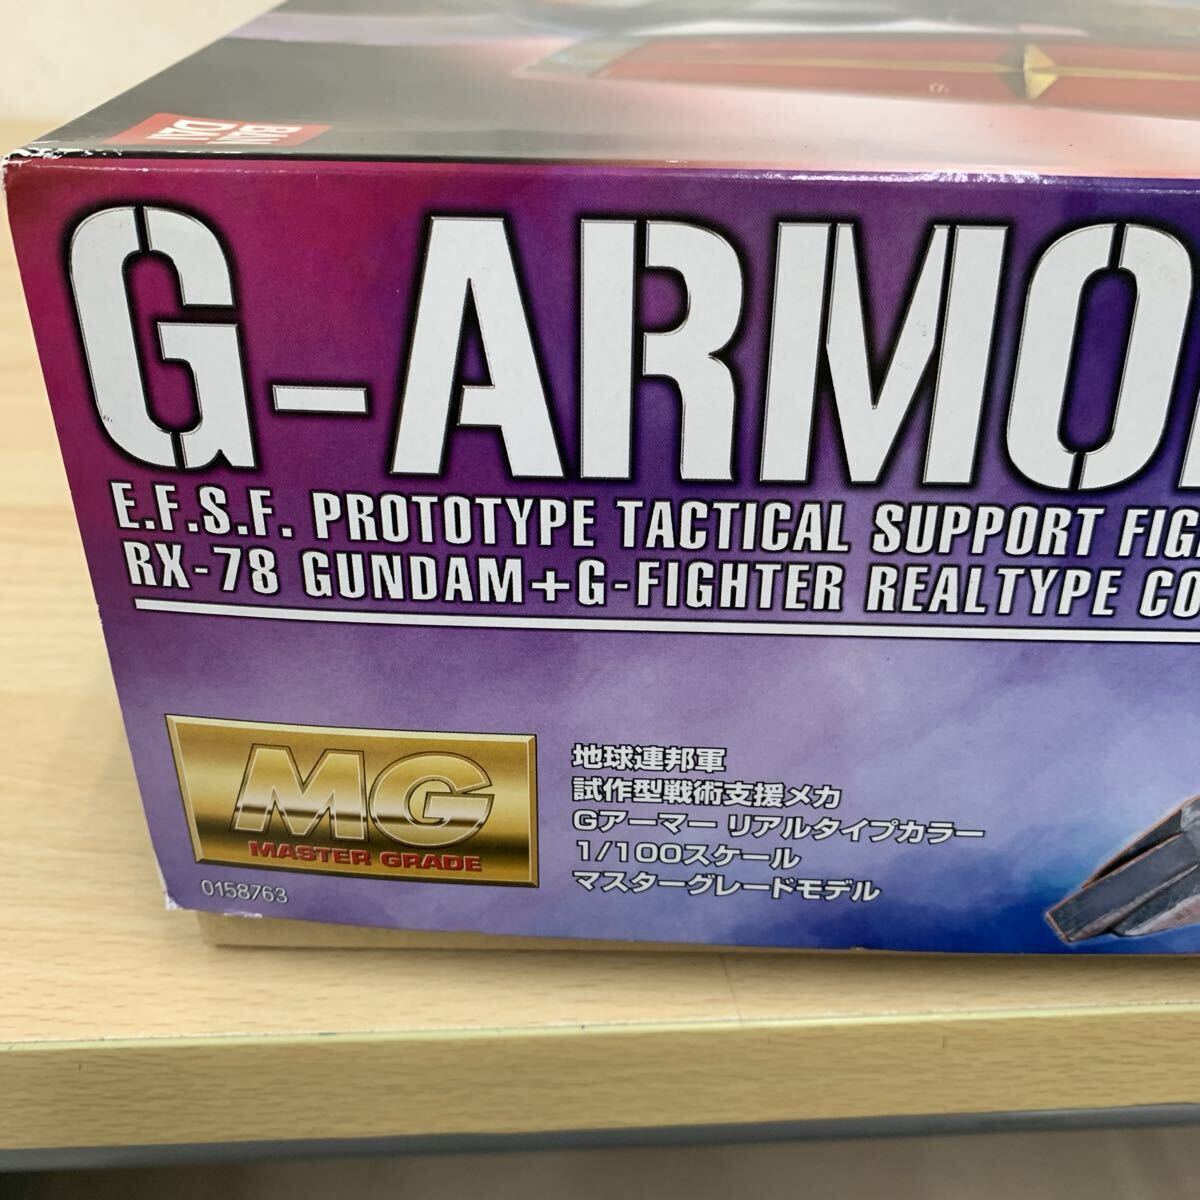 BAN
DAI
G-ARMO
E.F.S.F. PROTOTYPE TACTICAL SUPPORT FIG
RX-78 GUNDAM+G-FIGHTER REALTYPE CO
MG
MASTER GRADE
0158763
地球連邦軍
試作型戦術支援メカ
Gアーマー リアルタイプカラー
1/100スケール
マスターグレードモデル